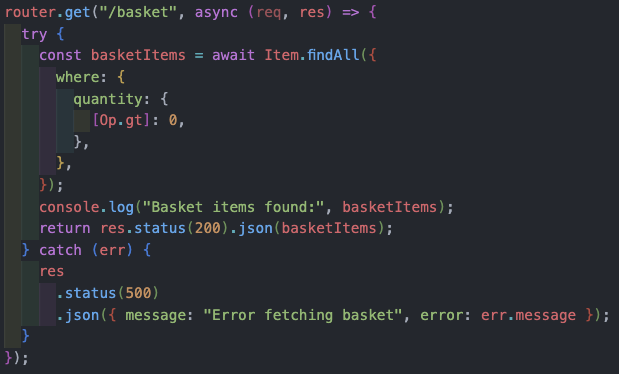 router.get("/basket", async (req, res) => {
  try {
    const basketItems = await Item.findAll({
      where: {
        quantity: {
          [Op.gt]: 0,
        },
      },
    });
    console.log("Basket items found:", basketItems);
    return res.status(200).json(basketItems);
  } catch (err) {
    res
      .status(500)
      .json({ message: "Error fetching basket", error: err.message });
  }
});